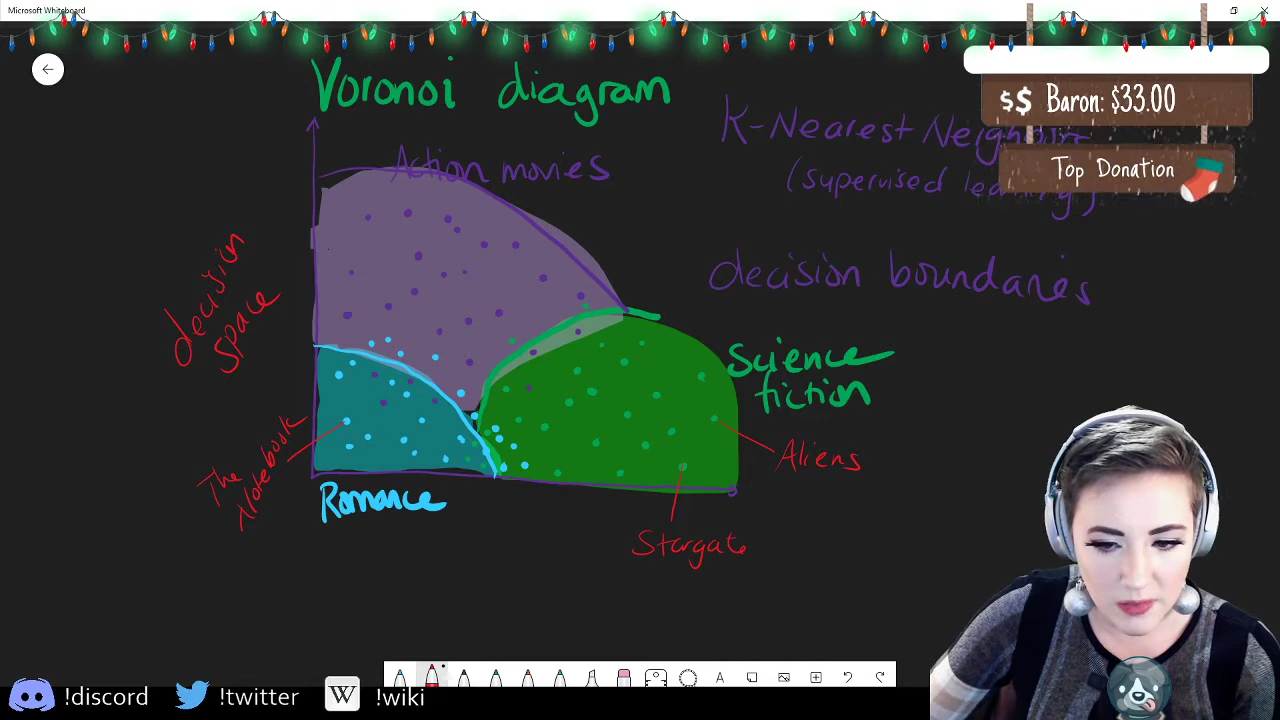 Microsoft Whiteboard
Voronoi diagram
Action movies
K-Nearest
(supervised
decision boundaries
decision
space
Science
fiction
The
Notebook
Romance
Aliens
Stargate
$$ Baron: $33.00
Top Donation
A
!discord
!twitter
W !wiki